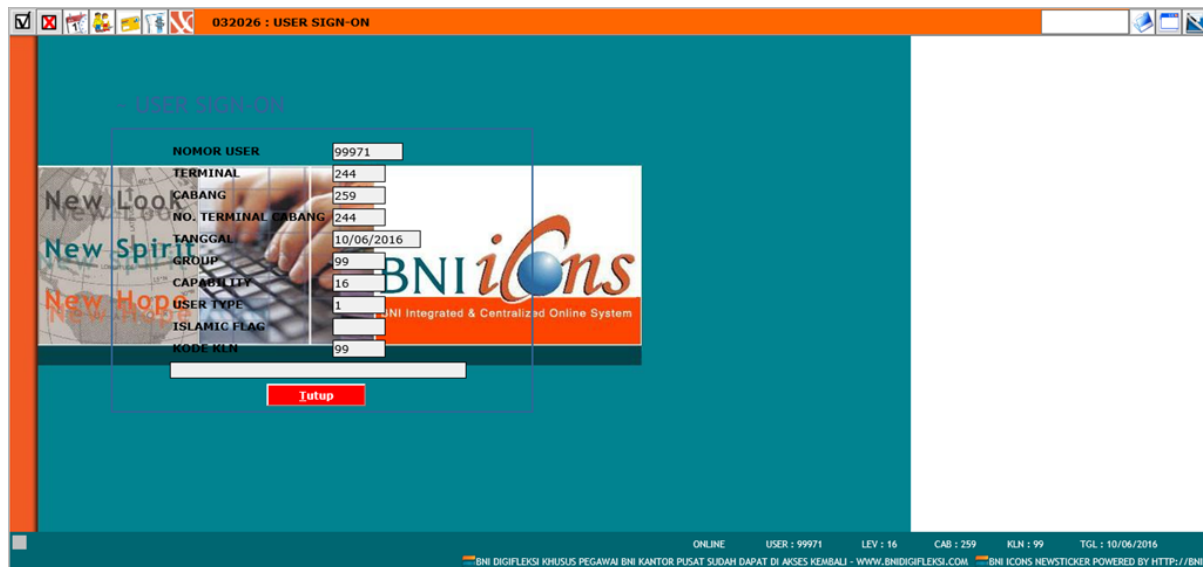 032026 : USER SIGN-ON
USER SIGN-ON
NOMOR USER 99971
TERMINAL 244
CABANG 259
NO. TERMINAL CABANG 244
TANGGAL 10/06/2016
GROUP 99
CAPABILITY 16
USER TYPE 1
ISLAMIC FLAG
KODE KLN 99
Tutup
New Look
New Spirit
New Hope
BNI icons
BNI Integrated & Centralized Online System
ONLINE USER : 99971 LEV : 16 CAB : 259 KLN : 99 TGL : 10/06/2016
BNI DIGIFLEKSI KHUSUS PEGAWAI BNI KANTOR PUSAT SUDAH DAPAT DI AKSES KEMBALI - WWW.BNIDIGIFLEKSI.COM BNI ICONS NEWSTICKER POWERED BY HTTP://BNI